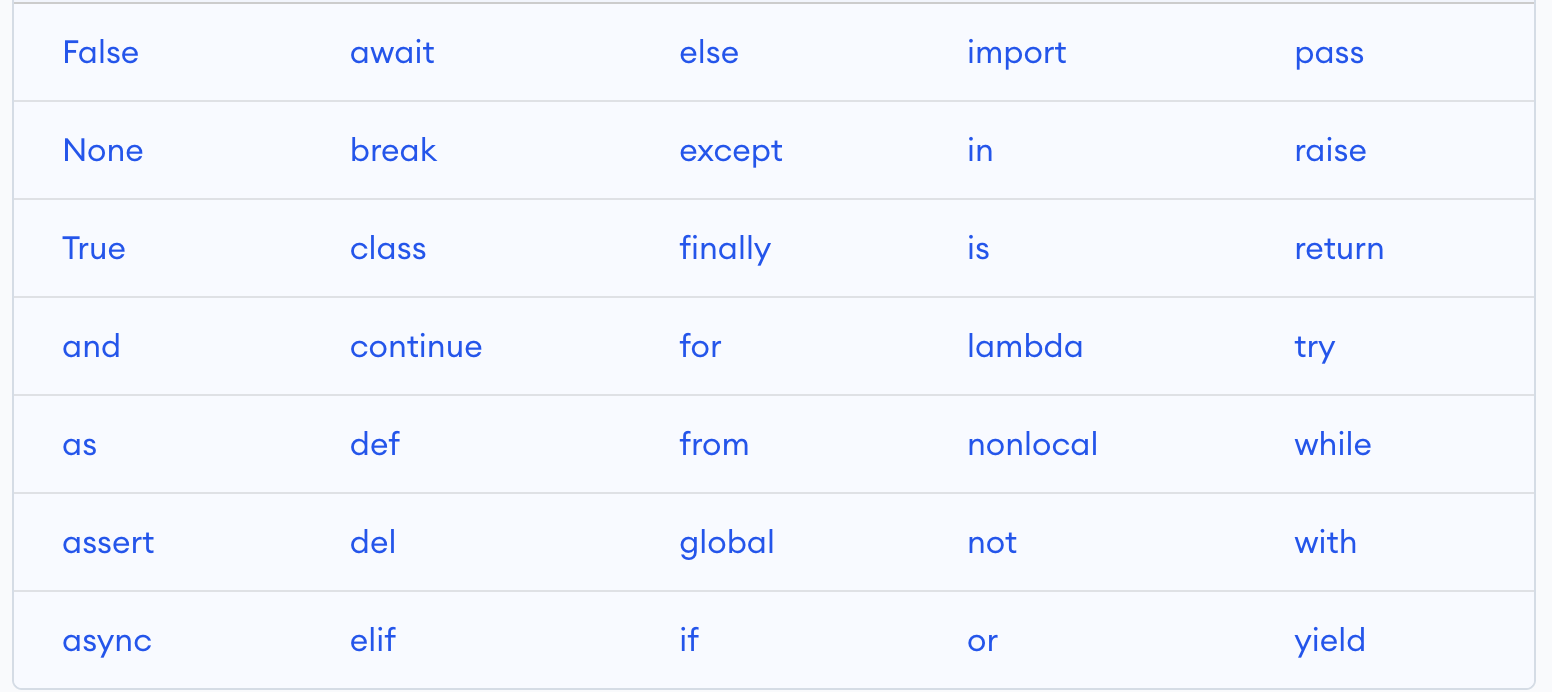 False await else import pass
None break except in raise
True class finally is return
and continue for lambda try
as def from nonlocal while
assert del global not with
async elif if or yield